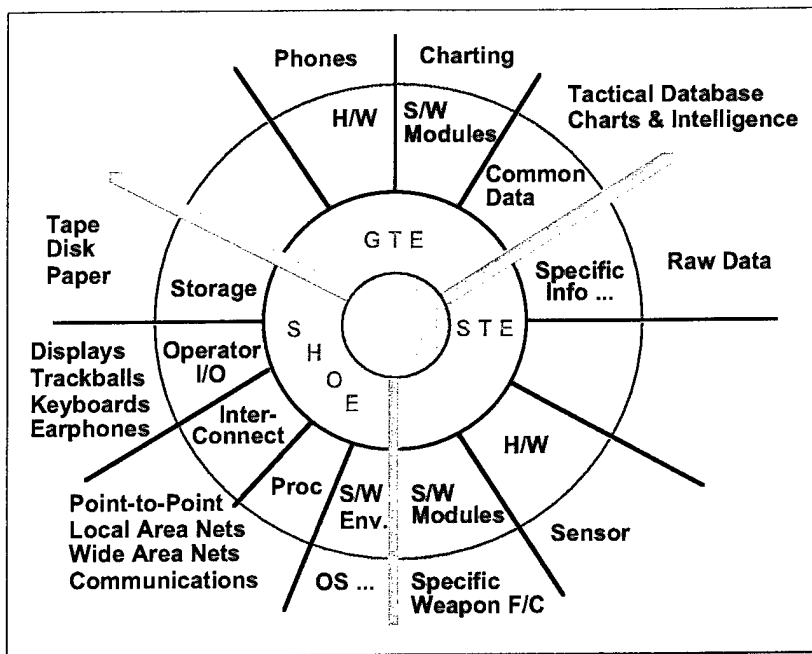 Phones
Charting
H/W
S/W
Modules
Tactical Database
Charts & Intelligence
Common
Data
G T E
Tape
Disk
Paper
Storage
Specific
Info ...
Raw Data
S H O E
S T E
Displays
Trackballs
Keyboards
Earphones
Operator
I/O
Inter-
Connect
H/W
Proc
S/W
Env.
S/W
Modules
Point-to-Point
Local Area Nets
Wide Area Nets
Communications
Sensor
OS ...
Specific
Weapon F/C